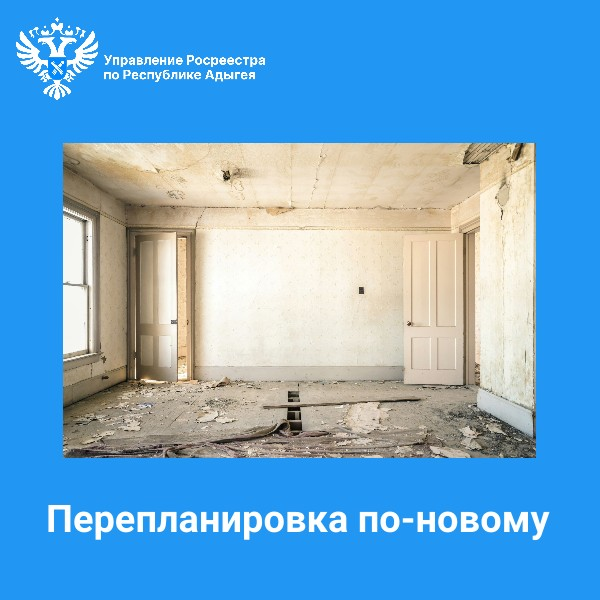 Управление Росреестра
по Республике Адыгея
Перепланировка по-новому